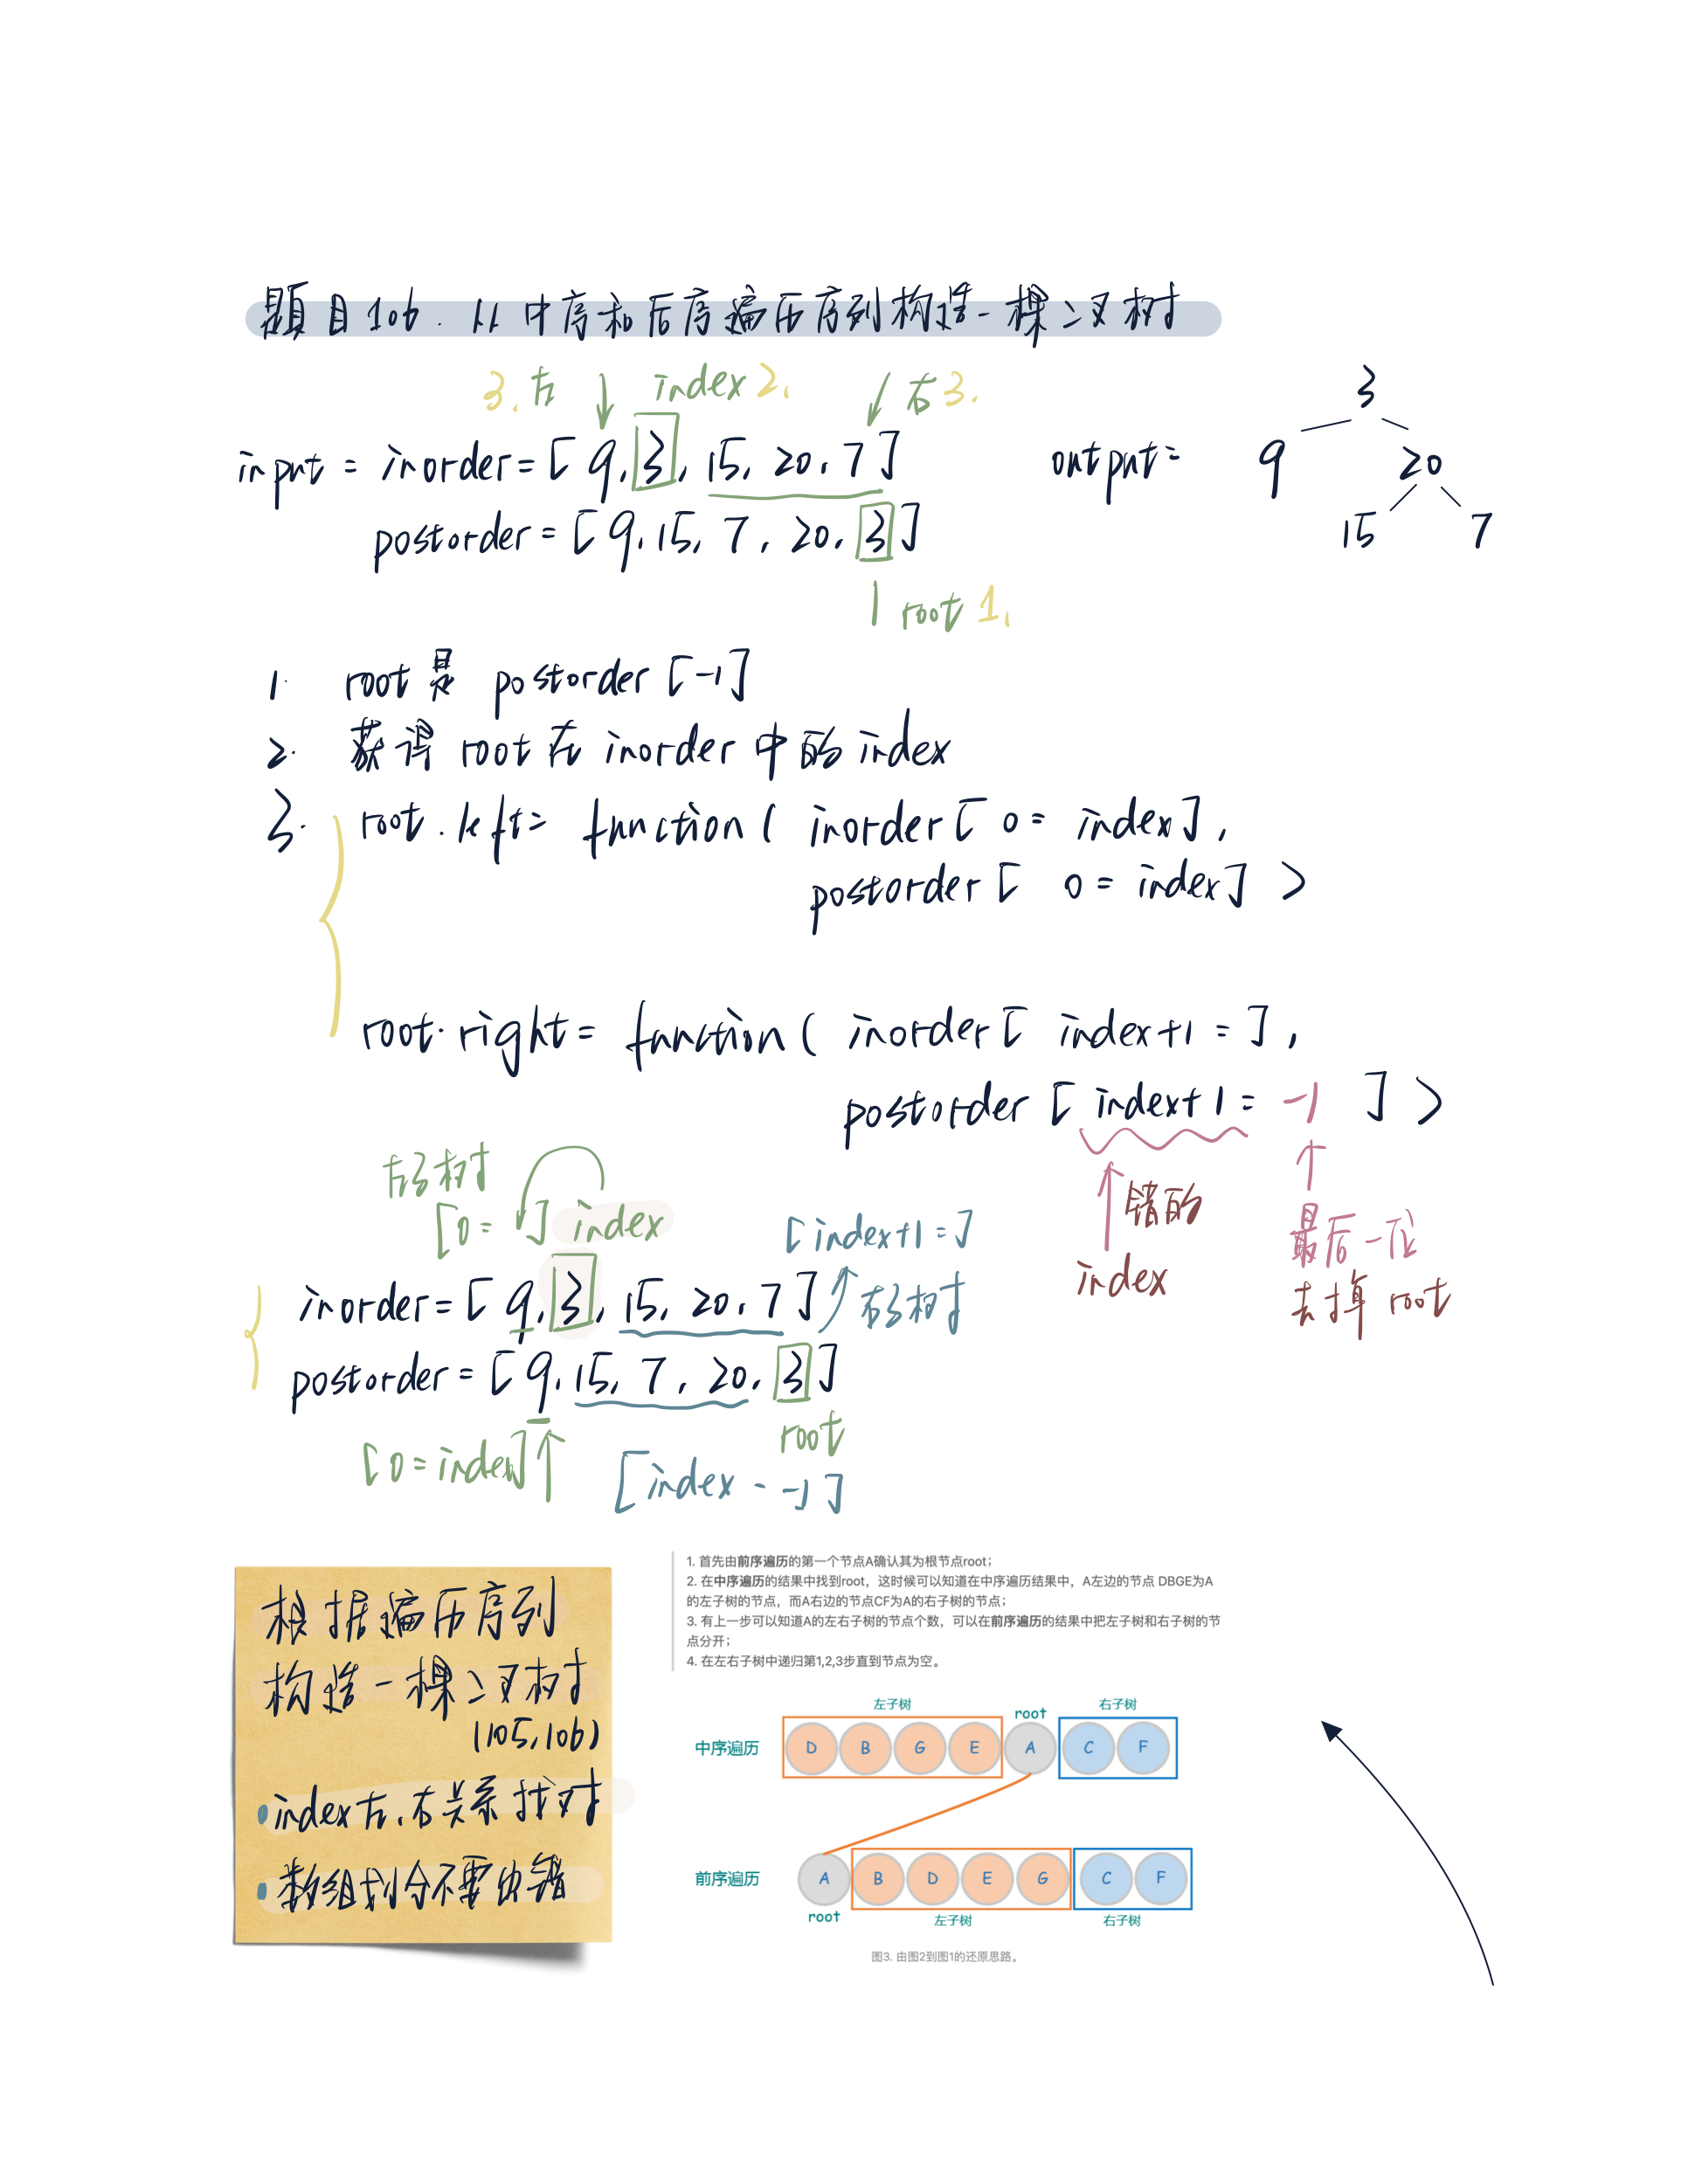 题目106. 从中序和后序遍历序列构造一棵二叉树
3. 左 index 2. 右 3.
input = inorder = [ 9, 3, 15, 20, 7 ]
output = 3
9 20
15 7
postorder = [ 9, 15, 7, 20, 3 ]
root 1.
1. root是 postorder [-1]
2. 获得 root在 inorder 中的 index
3. root.left = function ( inorder [ 0 : index ] ,
postorder [ 0 : index ] )
root.right = function ( inorder [ index+1 : ] ,
postorder [ index+1 : -1 ] )
错的
index
最后一位
去掉 root
左子树
[ 0 : ] index
[ index+1 : ]
右子树
inorder = [ 9, 3, 15, 20, 7 ]
postorder = [ 9, 15, 7, 20, 3 ]
root
[ 0 : index ]
[ index : -1 ]
根据遍历序列
构造一棵二叉树
(105, 106)
index左、右关系找对
数组划分不要出错
1. 首先由前序遍历的第一个节点A确认其为根节点root；
2. 在中序遍历的结果中找到root，这时候可以知道在中序遍历结果中，A左边的节点 DBGE为A
的左子树的节点，而A右边的节点CF为A的右子树的节点；
3. 有上一步可以知道A的左右子树的节点个数，可以在前序遍历的结果中把左子树和右子树的节
点分开；
4. 在左右子树中递归第1,2,3步直到节点为空。
左子树 root 右子树
中序遍历 D B G E A C F
前序遍历 A B D E G C F
root 左子树 右子树
图3. 由图2到图1的还原思路。